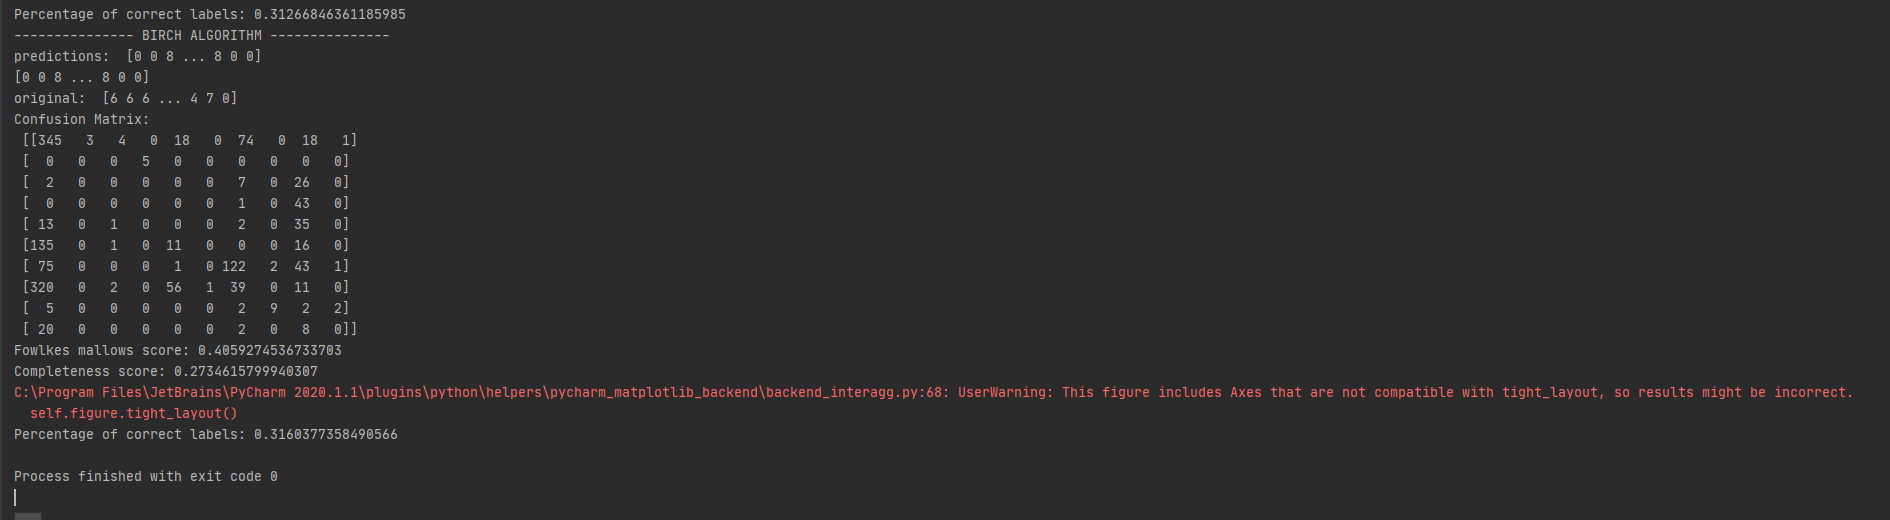 Percentage of correct labels: 0.31266846361185985
--------------- BIRCH ALGORITHM ---------------
predictions:  [0 0 8 ... 8 0 0]
[0 0 8 ... 8 0 0]
original:  [6 6 6 ... 4 7 0]
Confusion Matrix:
 [[345   3   4   0  18   0  74   0  18   1]
 [  0   0   0   5   0   0   0   0   0   0]
 [  2   0   0   0   0   0   7   0  26   0]
 [  0   0   0   0   0   0   1   0  43   0]
 [ 13   0   1   0   0   0   2   0  35   0]
 [135   0   1   0  11   0   0   0  16   0]
 [ 75   0   0   0   1   0 122   2  43   1]
 [320   0   2   0  56   1  39   0  11   0]
 [  5   0   0   0   0   0   2   9   2   2]
 [ 20   0   0   0   0   0   2   0   8   0]]
Fowlkes mallows score: 0.4059274536733703
Completeness score: 0.2734615799940307
C:\Program Files\JetBrains\PyCharm 2020.1.1\plugins\python\helpers\pycharm_matplotlib_backend\backend_interagg.py:68: UserWarning: This figure includes Axes that are not compatible with tight_layout, so results might be incorrect.
  self.figure.tight_layout()
Percentage of correct labels: 0.3160377358490566
Process finished with exit code 0